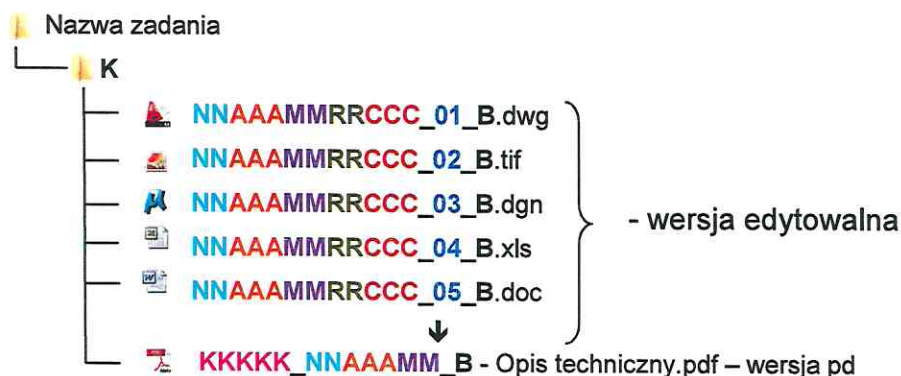 Nazwa zadania
K
NNAAAMMRRCCC_01_B.dwg
NNAAAMMRRCCC_02_B.tif
NNAAAMMRRCCC_03_B.dgn
- wersja edytowalna
NNAAAMMRRCCC_04_B.xls
NNAAAMMRRCCC_05_B.doc
KKKKK_NNAAAMM_B - Opis techniczny.pdf – wersja pd